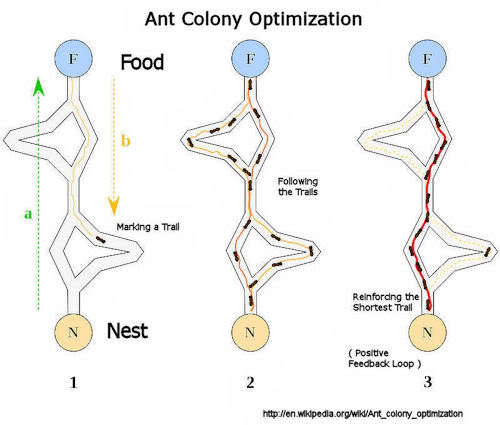 Ant Colony Optimization
F
Food
F
F
b
a
Marking a Trail
Following
the Trails
Reinforcing the
Shortest Trail
N
Nest
N
N
( Positive
Feedback Loop )
1
2
3
http://en.wikipedia.org/wiki/Ant_colony_optimization